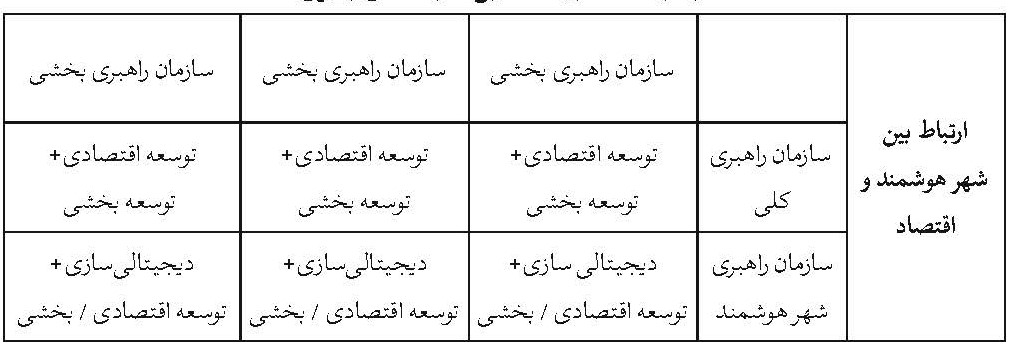 ارتباط بین
شهر هوشمند و
اقتصاد
سازمان راهبری بخشی
سازمان راهبری بخشی
سازمان راهبری بخشی
سازمان راهبری
کلی
توسعه اقتصادی+
توسعه بخشی
توسعه اقتصادی+
توسعه بخشی
توسعه اقتصادی+
توسعه بخشی
سازمان راهبری
شهر هوشمند
دیجیتالی سازی+
توسعه اقتصادی / بخشی
دیجیتالی‌سازی+
توسعه اقتصادی / بخشی
دیجیتالی‌سازی+
توسعه اقتصادی / بخشی